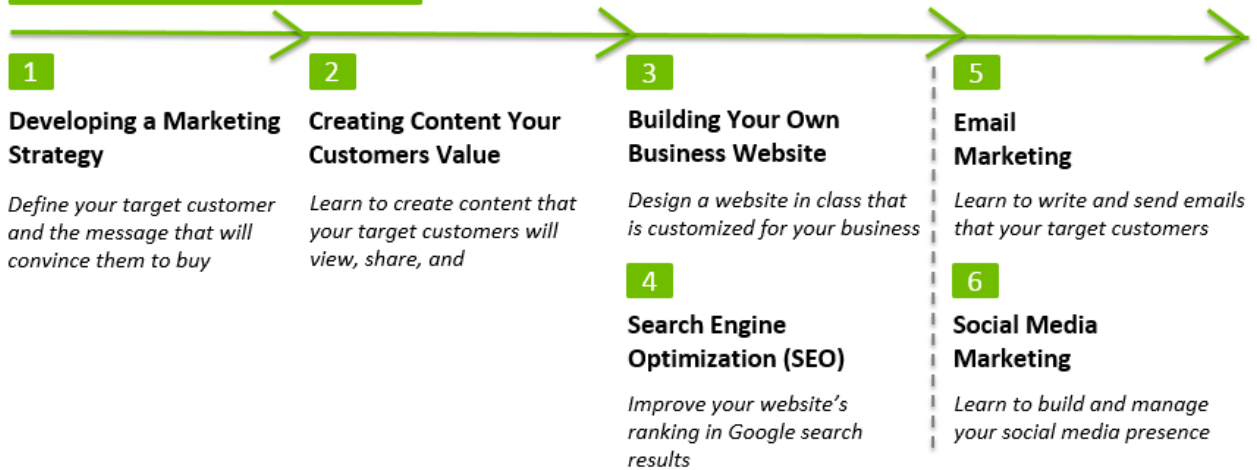 1
Developing a Marketing
Strategy
Define your target customer
and the message that will
convince them to buy
2
Creating Content Your
Customers Value
Learn to create content that
your target customers will
view, share, and
3
Building Your Own
Business Website
Design a website in class that
is customized for your business
4
Search Engine
Optimization (SEO)
Improve your website's
ranking in Google search
results
5
Email
Marketing
Learn to write and send emails
that your target customers
6
Social Media
Marketing
Learn to build and manage
your social media presence